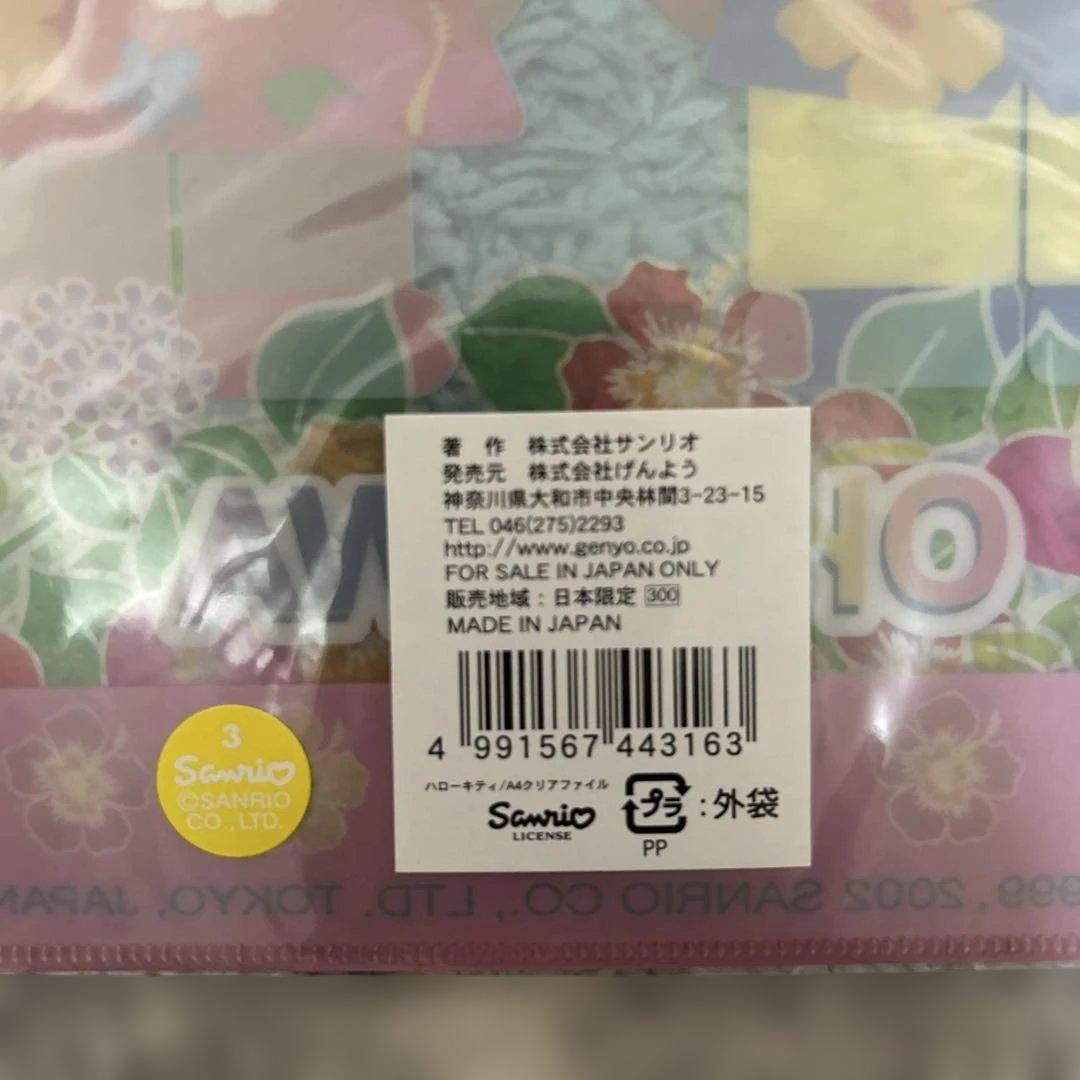 著 作 株式会社サンリオ
発売元 株式会社げんよう
神奈川県大和市中央林間3-23-15
TEL 046(275)2293
http://www.genyo.co.jp
FOR SALE IN JAPAN ONLY
販売地域：日本限定 300
MADE IN JAPAN
4 991567 443163
ハローキティ/A4クリアファイル
Sanrio
LICENSE
プラ：外袋
PP
3
Sanrio
©SANRIO
CO.,LTD.
999, 2002 SANRIO CO., LTD. TOKYO, JAPAN